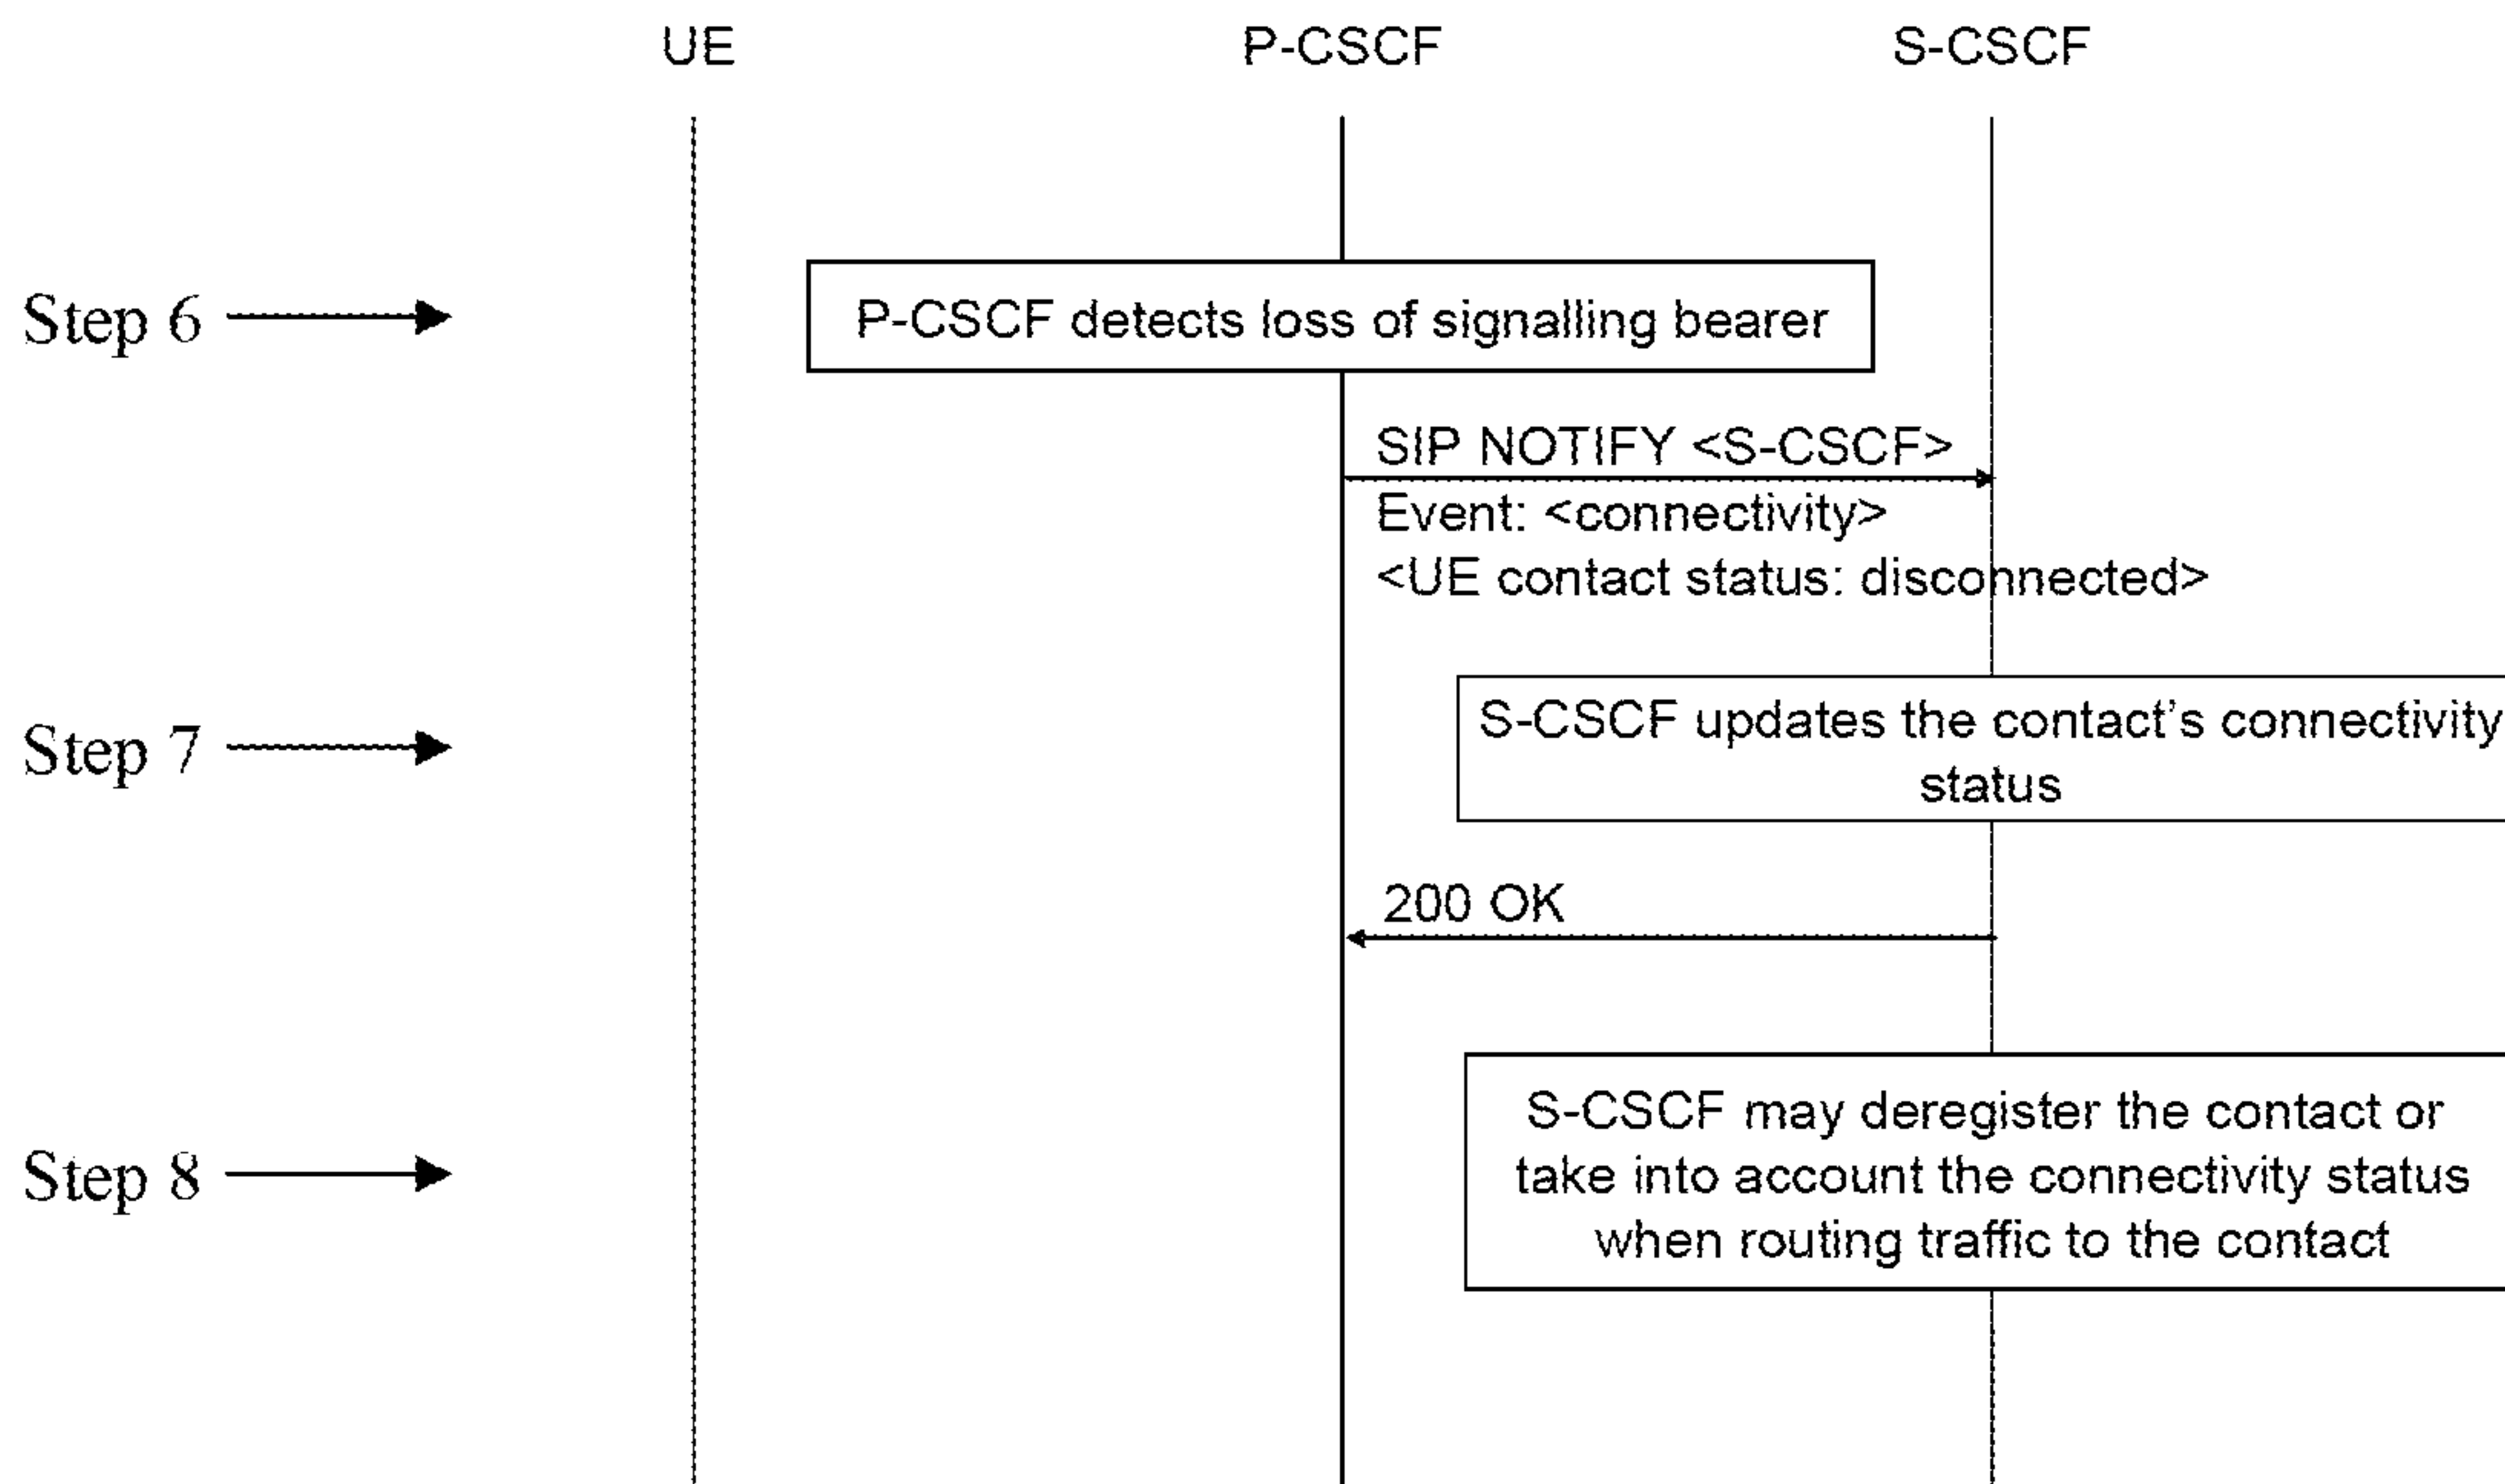 UE P-CSCF S-CSCF
Step 6
P-CSCF detects loss of signalling bearer
SIP NOTIFY <S-CSCF>
Event: <connectivity>
<UE contact status: disconnected>
Step 7
S-CSCF updates the contact's connectivity
status
200 OK
Step 8
S-CSCF may deregister the contact or
take into account the connectivity status
when routing traffic to the contact